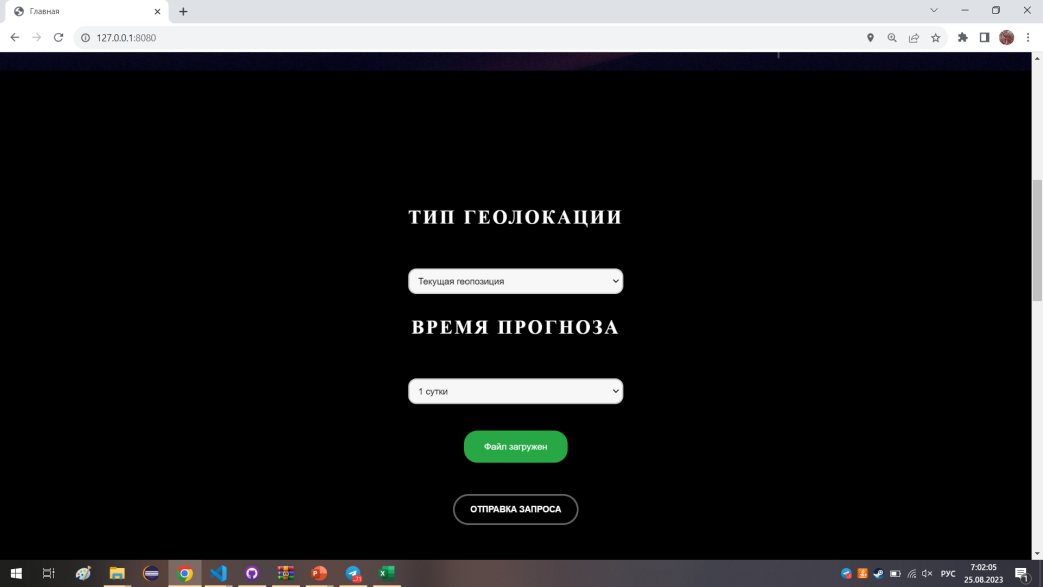 Главная
127.0.0.1:8080
ТИП ГЕОЛОКАЦИИ
Текущая геопозиция
ВРЕМЯ ПРОГНОЗА
1 сутки
Файл загружен
ОТПРАВКА ЗАПРОСА
РУС
7:02:05
25.08.2023